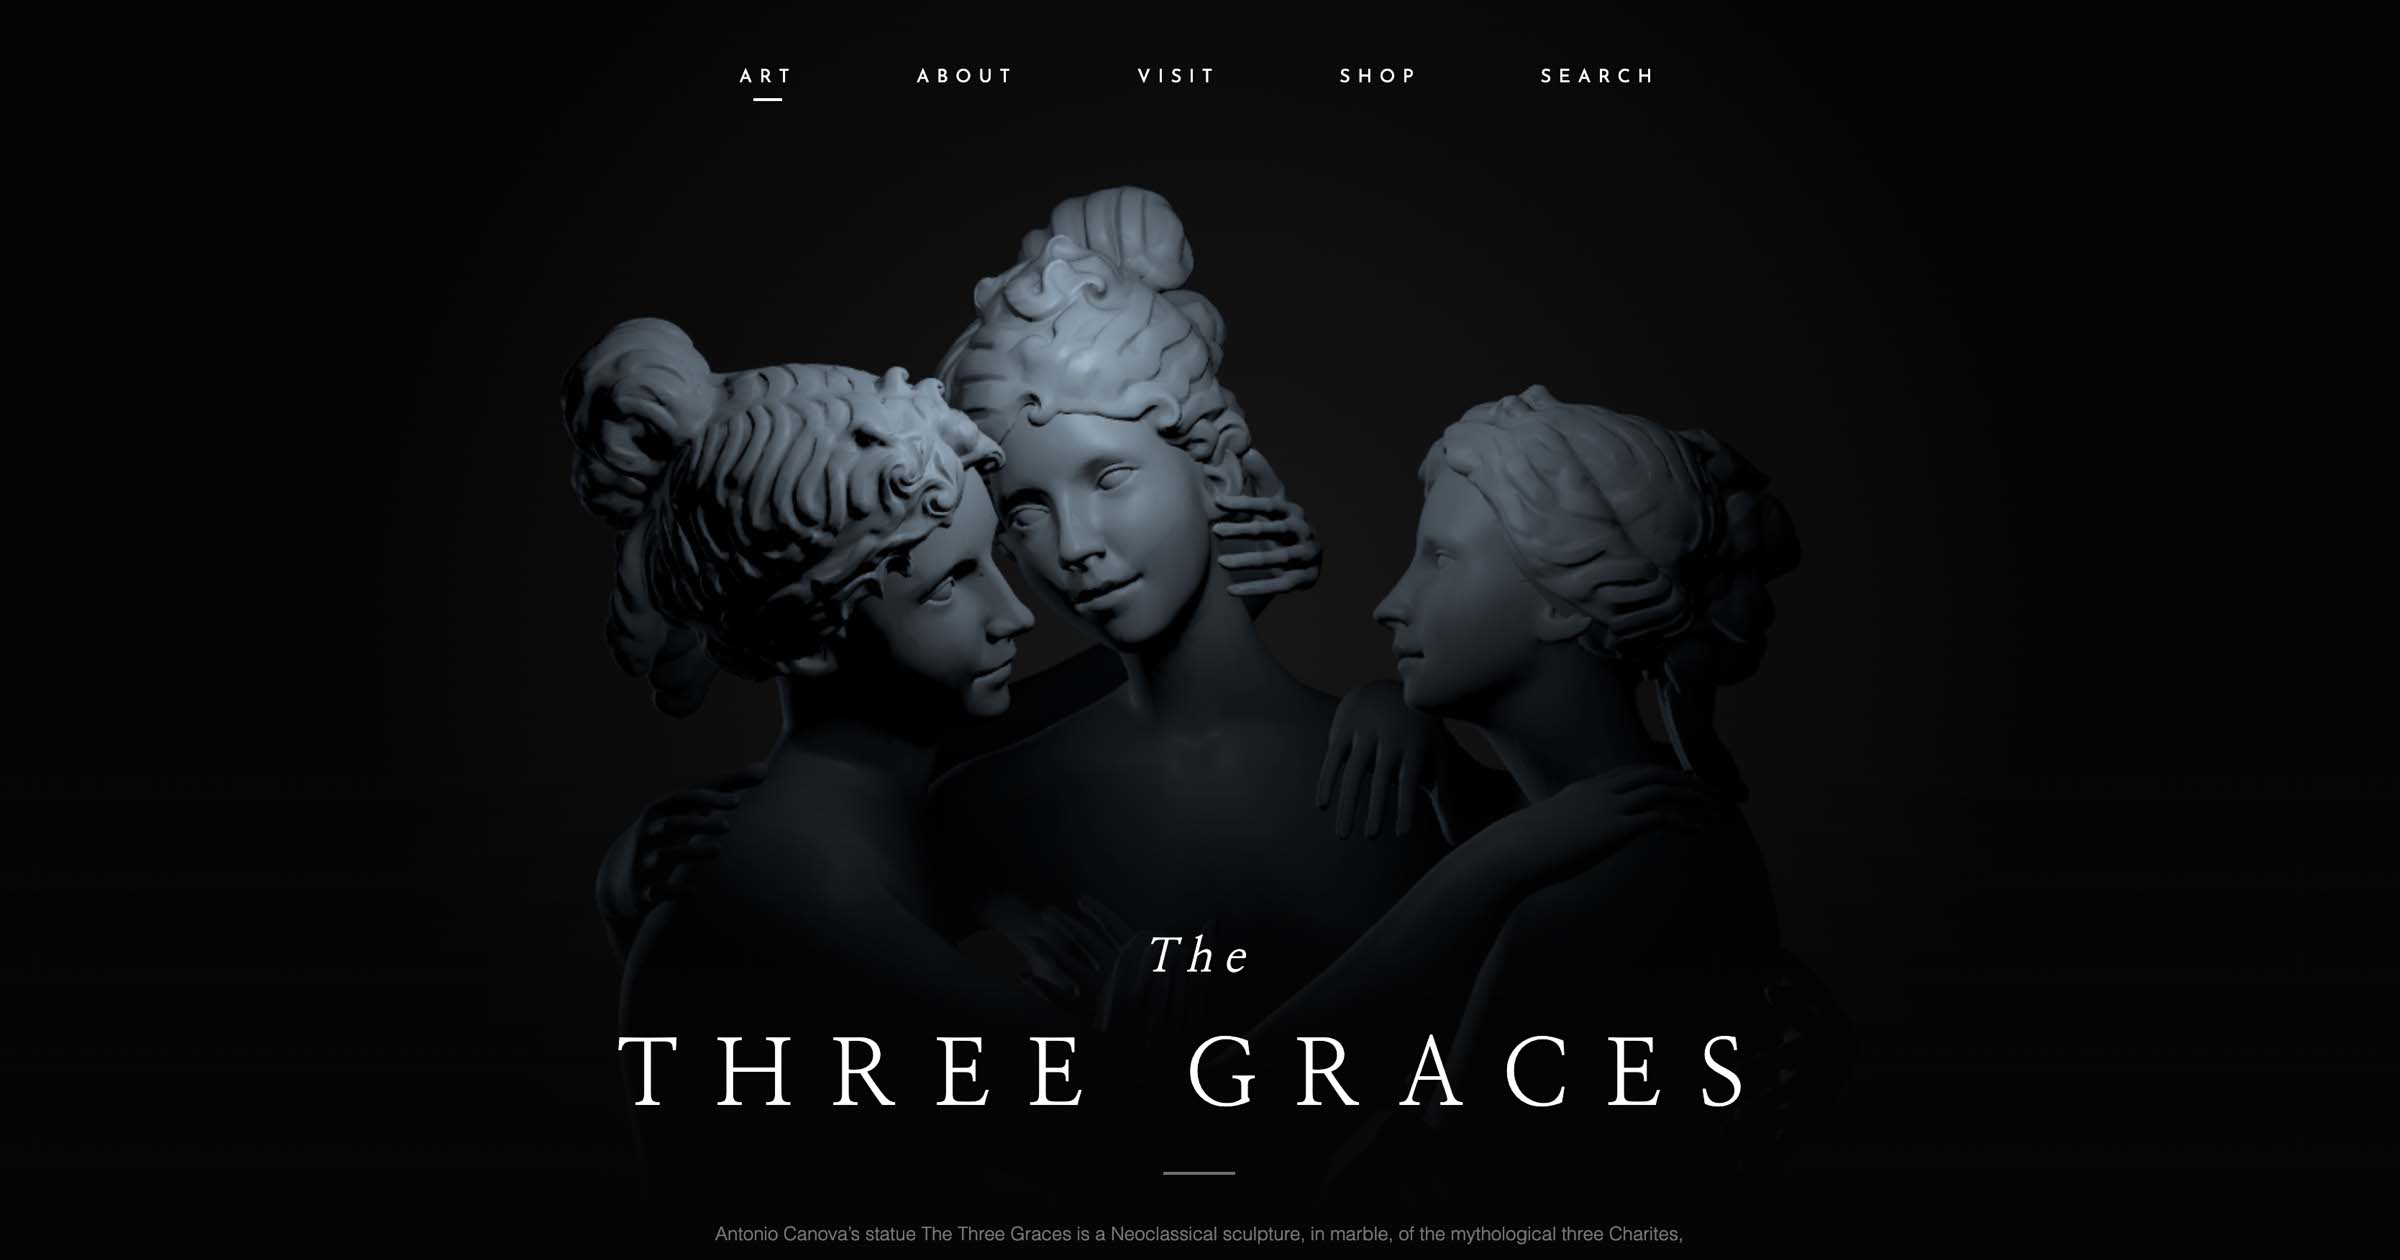 ART ABOUT VISIT SHOP SEARCH
The
THREE GRACES
Antonio Canova’s statue The Three Graces is a Neoclassical sculpture, in marble, of the mythological three Charites,